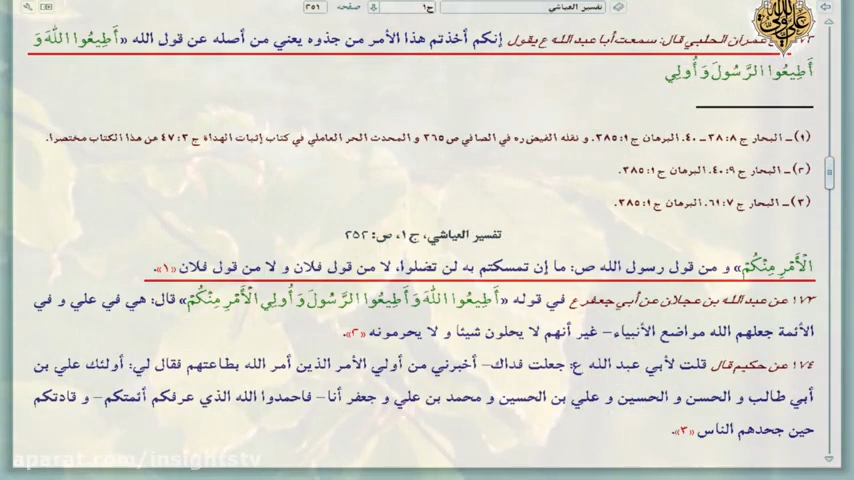 تفسير العياشي
ج١
صفحه
٢٥١
عمران الحلبي قال: سمعت أبا عبد الله ع يقول إنكم أخذتم هذا الأمر من جذوه يعني من أصله عن قول الله «أَطِيعُوا اللَّهَ وَ
أَطِيعُوا الرَّسُولَ وَ أُولِي
(١)ـ البحار ج ٨: ٣٨ ـ ٤٠. البرهان ج ١: ٣٨٥. و نقله الفيض ره في الصافي ص ٣٦٥ و المحدث الحر العاملي في كتاب إثبات الهداة ج ٣: ٤٧ عن هذا الكتاب مختصرا.
(٢)ـ البحار ج ٩: ٤٠. البرهان ج ١: ٣٨٥.
(٣)ـ البحار ج ٧: ٦١. البرهان ج ١: ٣٨٥.
تفسير العياشي، ج١، ص: ٢٥٢
الْأَمْرِ مِنْكُمْ» و من قول رسول الله ص: ما إن تمسكتم به لن تضلوا، لا من قول فلان و لا من قول فلان «١».
١٧٣ عن عبد الله بن عجلان عن أبي جعفر ع في قوله «أَطِيعُوا اللَّهَ وَ أَطِيعُوا الرَّسُولَ وَ أُولِي الْأَمْرِ مِنْكُمْ» قال: هي في علي و في
الأئمة جعلهم الله مواضع الأنبياء- غير أنهم لا يحلون شيئا و لا يحرمونه «٢».
١٧٤ عن حكيم قال قلت لأبي عبد الله ع: جعلت فداك- أخبرني من أولي الأمر الذين أمر الله بطاعتهم فقال لي: أولئك علي بن
أبي طالب و الحسن و الحسين و علي بن الحسين و محمد بن علي و جعفر أنا- فاحمدوا الله الذي عرفكم أئمتكم- و قادتكم
حين جحدهم الناس «٣».
aparat.com/insightstv